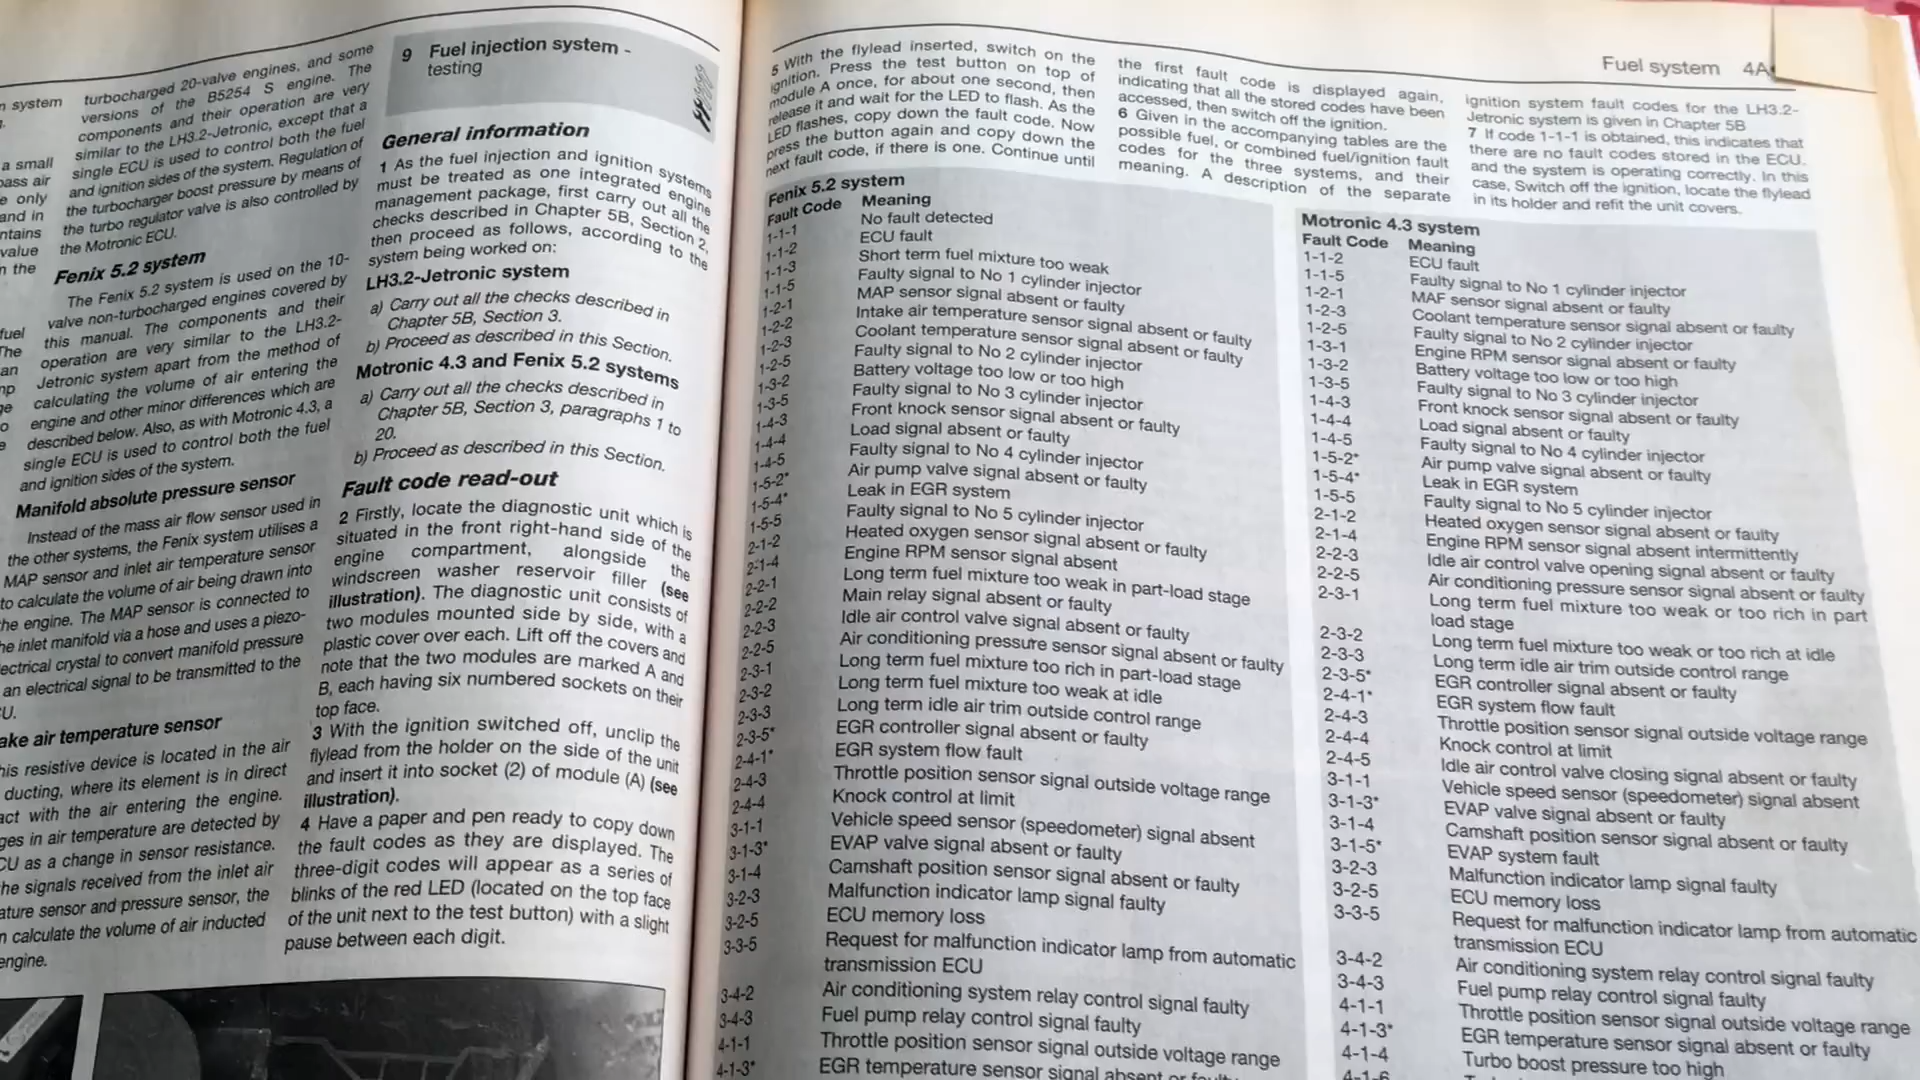 n system
a small
pass air
e only
and in
ntains
value
n the
fuel
The
an
np
ge
o
e
turbocharged 20-valve engines, and some
versions of the B5254 S engine. The
components and their operation are very
similar to the LH3.2-Jetronic, except that a
single ECU is used to control both the fuel
and ignition sides of the system. Regulation of
the turbocharger boost pressure by means of
the turbo regulator valve is also controlled by
the Motronic ECU.
Fenix 5.2 system
The Fenix 5.2 system is used on the 10-
valve non-turbocharged engines covered by
this manual. The components and their
operation are very similar to the LH3.2-
Jetronic system apart from the method of
calculating the volume of air entering the
engine and other minor differences which are
described below. Also, as with Motronic 4.3, a
single ECU is used to control both the fuel
and ignition sides of the system.
Manifold absolute pressure sensor
Instead of the mass air flow sensor used in
the other systems, the Fenix system utilises a
MAP sensor and inlet air temperature sensor
to calculate the volume of air being drawn into
he engine. The MAP sensor is connected to
he inlet manifold via a hose and uses a piezo-
ectrical crystal to convert manifold pressure
an electrical signal to be transmitted to the
U.
ake air temperature sensor
his resistive device is located in the air
ducting, where its element is in direct
act with the air entering the engine.
ges in air temperature are detected by
CU as a change in sensor resistance.
he signals received from the inlet air
ature sensor and pressure sensor, the
n calculate the volume of air inducted
engine.
9 Fuel injection system -
testing
General information
1 As the fuel injection and ignition systems
must be treated as one integrated engine
management package, first carry out all the
checks described in Chapter 5B, Section 2,
then proceed as follows, according to the
system being worked on:
LH3.2-Jetronic system
a) Carry out all the checks described in
Chapter 5B, Section 3.
b) Proceed as described in this Section.
Motronic 4.3 and Fenix 5.2 systems
a) Carry out all the checks described in
Chapter 5B, Section 3, paragraphs 1 to
20.
b) Proceed as described in this Section.
Fault code read-out
2 Firstly, locate the diagnostic unit which is
situated in the front right-hand side of the
engine compartment, alongside the
windscreen washer reservoir filler (see
illustration). The diagnostic unit consists of
two modules mounted side by side, with a
plastic cover over each. Lift off the covers and
note that the two modules are marked A and
B, each having six numbered sockets on their
top face.
3 With the ignition switched off, unclip the
flylead from the holder on the side of the unit
and insert it into socket (2) of module (A) (see
illustration).
4 Have a paper and pen ready to copy down
the fault codes as they are displayed. The
three-digit codes will appear as a series of
blinks of the red LED (located on the top face
of the unit next to the test button) with a slight
pause between each digit.
Fuel system 4A
5 With the flylead inserted, switch on the
ignition. Press the test button on top of
module A once, for about one second, then
release it and wait for the LED to flash. As the
LED flashes, copy down the fault code. Now
press the button again and copy down the
next fault code, if there is one. Continue until
the first fault code is displayed again,
indicating that all the stored codes have been
accessed, then switch off the ignition.
6 Given in the accompanying tables are the
possible fuel, or combined fuel/ignition fault
codes for the three systems, and their
meaning. A description of the separate
ignition system fault codes for the LH3.2-
Jetronic system is given in Chapter 5B
7 If code 1-1-1 is obtained, this indicates that
there are no fault codes stored in the ECU.
and the system is operating correctly. In this
case, Switch off the ignition, locate the flylead
in its holder and refit the unit covers.
Fenix 5.2 system
Fault Code Meaning
1-1-1 No fault detected
1-1-2 ECU fault
1-1-3 Short term fuel mixture too weak
1-1-5 Faulty signal to No 1 cylinder injector
1-2-1 MAP sensor signal absent or faulty
1-2-2 Intake air temperature sensor signal absent or faulty
1-2-3 Coolant temperature sensor signal absent or faulty
1-2-5 Faulty signal to No 2 cylinder injector
1-3-2 Battery voltage too low or too high
1-3-5 Faulty signal to No 3 cylinder injector
1-4-3 Front knock sensor signal absent or faulty
1-4-4 Load signal absent or faulty
1-4-5 Faulty signal to No 4 cylinder injector
1-5-2* Air pump valve signal absent or faulty
1-5-4* Leak in EGR system
1-5-5 Faulty signal to No 5 cylinder injector
2-1-2 Heated oxygen sensor signal absent or faulty
2-1-4 Engine RPM sensor signal absent
2-2-1 Long term fuel mixture too weak in part-load stage
2-2-2 Main relay signal absent or faulty
2-2-3 Idle air control valve signal absent or faulty
2-2-5 Air conditioning pressure sensor signal absent or faulty
2-3-1 Long term fuel mixture too rich in part-load stage
2-3-2 Long term fuel mixture too weak at idle
2-3-3 Long term idle air trim outside control range
2-3-5* EGR controller signal absent or faulty
2-4-1* EGR system flow fault
2-4-3 Throttle position sensor signal outside voltage range
2-4-4 Knock control at limit
3-1-1 Vehicle speed sensor (speedometer) signal absent
3-1-3* EVAP valve signal absent or faulty
3-1-4 Camshaft position sensor signal absent or faulty
3-2-3 Malfunction indicator lamp signal faulty
3-2-5 ECU memory loss
3-3-5 Request for malfunction indicator lamp from automatic
transmission ECU
3-4-2 Air conditioning system relay control signal faulty
3-4-3 Fuel pump relay control signal faulty
4-1-1 Throttle position sensor signal outside voltage range
4-1-3* EGR temperature sensor signal absent or faulty
Motronic 4.3 system
Fault Code Meaning
1-1-2 ECU fault
1-1-5 Faulty signal to No 1 cylinder injector
1-2-1 MAF sensor signal absent or faulty
1-2-3 Coolant temperature sensor signal absent or faulty
1-2-5 Faulty signal to No 2 cylinder injector
1-3-1 Engine RPM sensor signal absent or faulty
1-3-2 Battery voltage too low or too high
1-3-5 Faulty signal to No 3 cylinder injector
1-4-3 Front knock sensor signal absent or faulty
1-4-4 Load signal absent or faulty
1-4-5 Faulty signal to No 4 cylinder injector
1-5-2* Air pump valve signal absent or faulty
1-5-4* Leak in EGR system
1-5-5 Faulty signal to No 5 cylinder injector
2-1-2 Heated oxygen sensor signal absent or faulty
2-1-4 Engine RPM sensor signal absent intermittently
2-2-3 Idle air control valve opening signal absent or faulty
2-2-5 Air conditioning pressure sensor signal absent or faulty
2-3-1 Long term fuel mixture too weak or too rich in part
load stage
2-3-2 Long term fuel mixture too weak or too rich at idle
2-3-3 Long term idle air trim outside control range
2-3-5* EGR controller signal absent or faulty
2-4-1* EGR system flow fault
2-4-3 Throttle position sensor signal outside voltage range
2-4-4 Knock control at limit
2-4-5 Idle air control valve closing signal absent or faulty
3-1-1 Vehicle speed sensor (speedometer) signal absent
3-1-3* EVAP valve signal absent or faulty
3-1-4 Camshaft position sensor signal absent or faulty
3-1-5* EVAP system fault
3-2-3 Malfunction indicator lamp signal faulty
3-2-5 ECU memory loss
3-3-5 Request for malfunction indicator lamp from automatic
transmission ECU
3-4-2 Air conditioning system relay control signal faulty
3-4-3 Fuel pump relay control signal faulty
4-1-1 Throttle position sensor signal outside voltage range
4-1-3* EGR temperature sensor signal absent or faulty
4-1-4 Turbo boost pressure too high
4-1-6